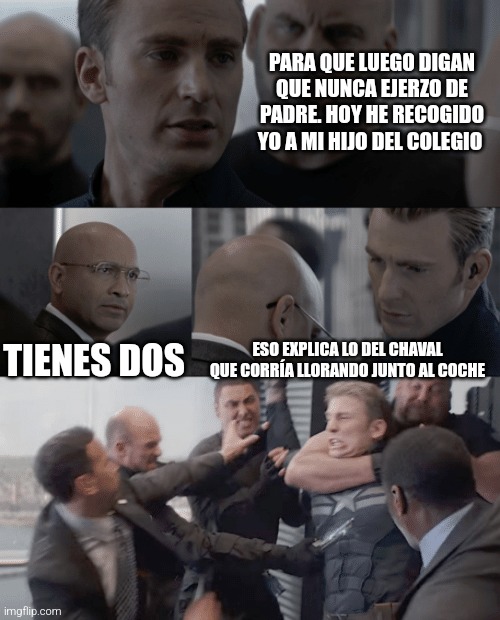 PARA QUE LUEGO DIGAN
QUE NUNCA EJERZO DE
PADRE. HOY HE RECOGIDO
YO A MI HIJO DEL COLEGIO
TIENES DOS
ESO EXPLICA LO DEL CHAVAL
QUE CORRÍA LLORANDO JUNTO AL COCHE
imgflip.com